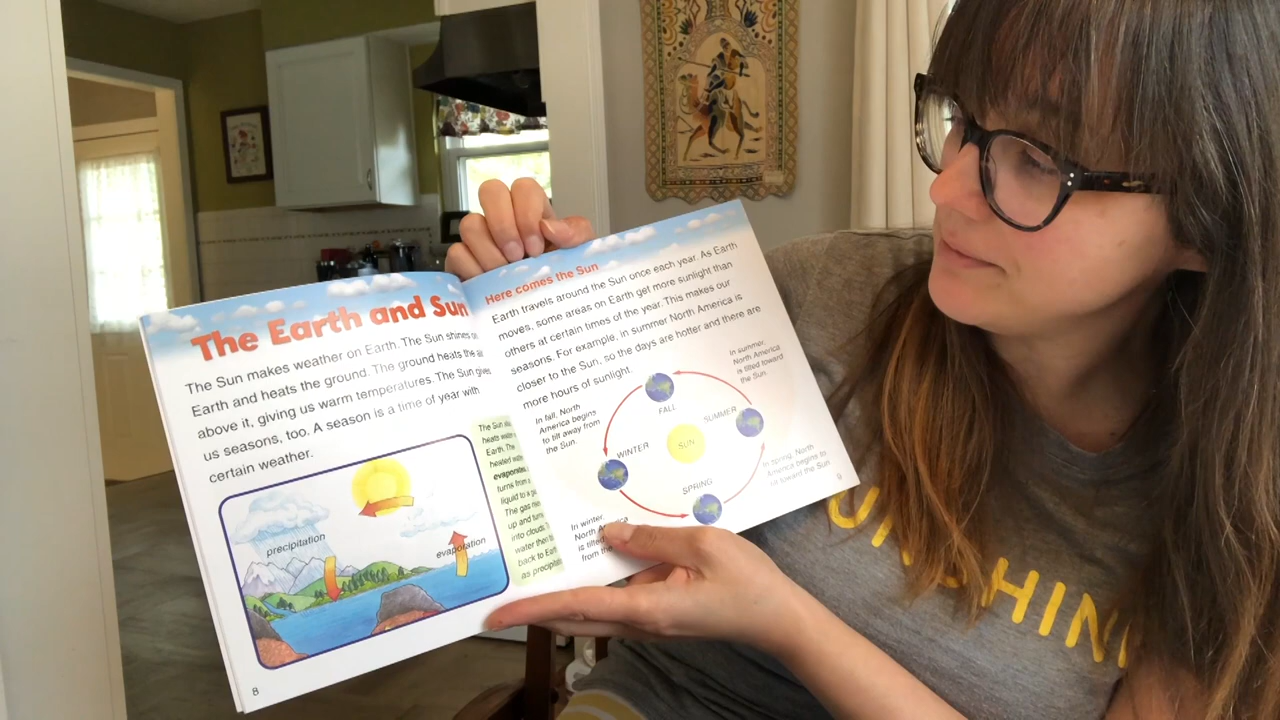 The Earth and Sun
The Sun makes weather on Earth. The Sun shines on
Earth and heats the ground. The ground heats the air
above it, giving us warm temperatures. The Sun gives
us seasons, too. A season is a time of year with
certain weather.
precipitation
evaporation
The Sun
heats
Earth. The
heated
evaporates
turns from
liquid to a
The gas
up and
into clouds.
water then
back to Earth
as
8
Here comes the Sun
Earth travels around the Sun once each year. As Earth
moves, some areas on Earth get more sunlight than
others at certain times of the year. This makes our
seasons. For example, in summer North America is
closer to the Sun, so the days are hotter and there are
more hours of sunlight.
In summer,
North America
is tilted toward
the Sun.
In fall, North
America begins
to tilt away from
the Sun.
FALL
SUMMER
SUN
WINTER
SPRING
In spring, North
America begins to
tilt toward the Sun
In winter,
North America
is tilted
from the
9
UNSHIN